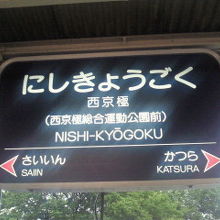 にしきょうごく
西京極
(西京極総合運動公園前)
NISHI-KYŌGOKU
さいいん かつら
SAIIN KATSURA